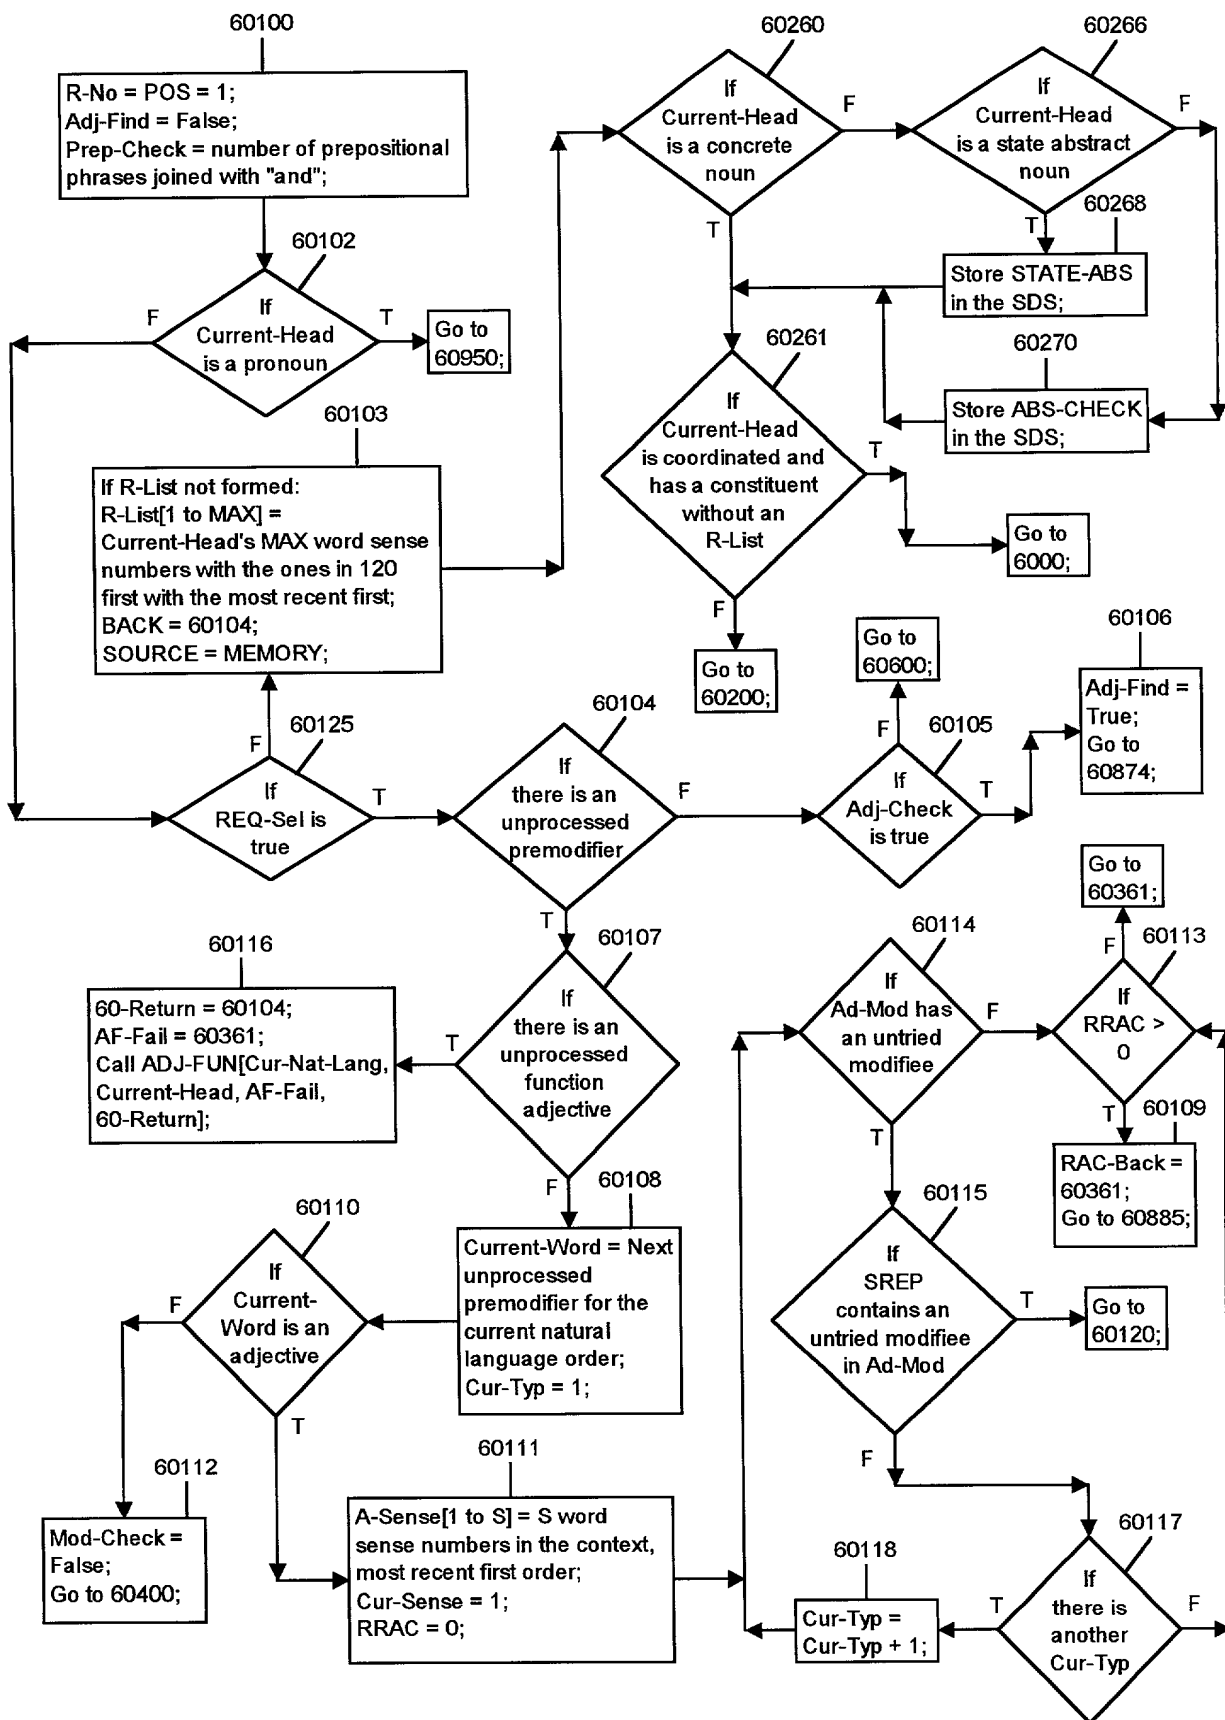 60100
R-No = POS = 1;
Adj-Find = False;
Prep-Check = number of prepositional
phrases joined with "and";
60102
If
Current-Head
is a pronoun
F
T
Go to
60950;
60103
If R-List not formed:
R-List[1 to MAX] =
Current-Head's MAX word sense
numbers with the ones in 120
first with the most recent first;
BACK = 60104;
SOURCE = MEMORY;
60125
F
If
REQ-Sel is
true
T
60260
If
Current-Head
is a concrete
noun
F
T
60266
If
Current-Head
is a state abstract
noun
F
T
60268
Store STATE-ABS
in the SDS;
60270
Store ABS-CHECK
in the SDS;
60261
If
Current-Head
is coordinated and
has a constituent
without an
R-List
T
Go to
6000;
F
Go to
60200;
60104
If
there is an
unprocessed
premodifier
F
T
Go to
60600;
F
60105
If
Adj-Check
is true
T
60106
Adj-Find =
True;
Go to
60874;
60107
If
there is an
unprocessed
function
adjective
T
F
60116
60-Return = 60104;
AF-Fail = 60361;
Call ADJ-FUN[Cur-Nat-Lang,
Current-Head, AF-Fail,
60-Return];
60108
Current-Word = Next
unprocessed
premodifier for the
current natural
language order;
Cur-Typ = 1;
60110
If
Current-
Word is an
adjective
F
T
60112
Mod-Check =
False;
Go to 60400;
60111
A-Sense[1 to S] = S word
sense numbers in the context,
most recent first order;
Cur-Sense = 1;
RRAC = 0;
60114
If
Ad-Mod has
an untried
modifiee
F
T
Go to
60361;
F
60113
If
RRAC >
0
T
60109
RAC-Back =
60361;
Go to 60885;
60115
If
SREP
contains an
untried modifiee
in Ad-Mod
T
Go to
60120;
F
60117
If
there is
another
Cur-Typ
T
F
60118
Cur-Typ =
Cur-Typ + 1;